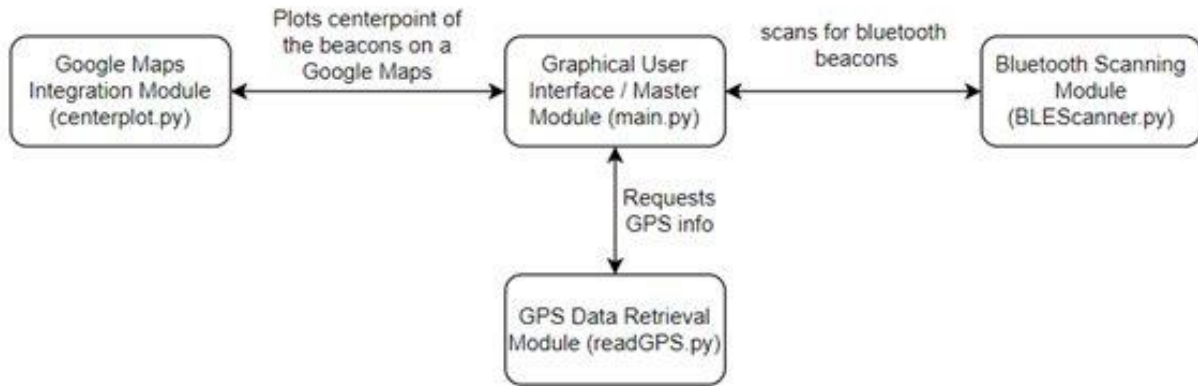 Google Maps
Integration Module
(centerplot.py)
Plots centerpoint of
the beacons on a
Google Maps
Graphical User
Interface / Master
Module (main.py)
scans for bluetooth
beacons
Bluetooth Scanning
Module
(BLEScanner.py)
Requests
GPS info
GPS Data Retrieval
Module (readGPS.py)